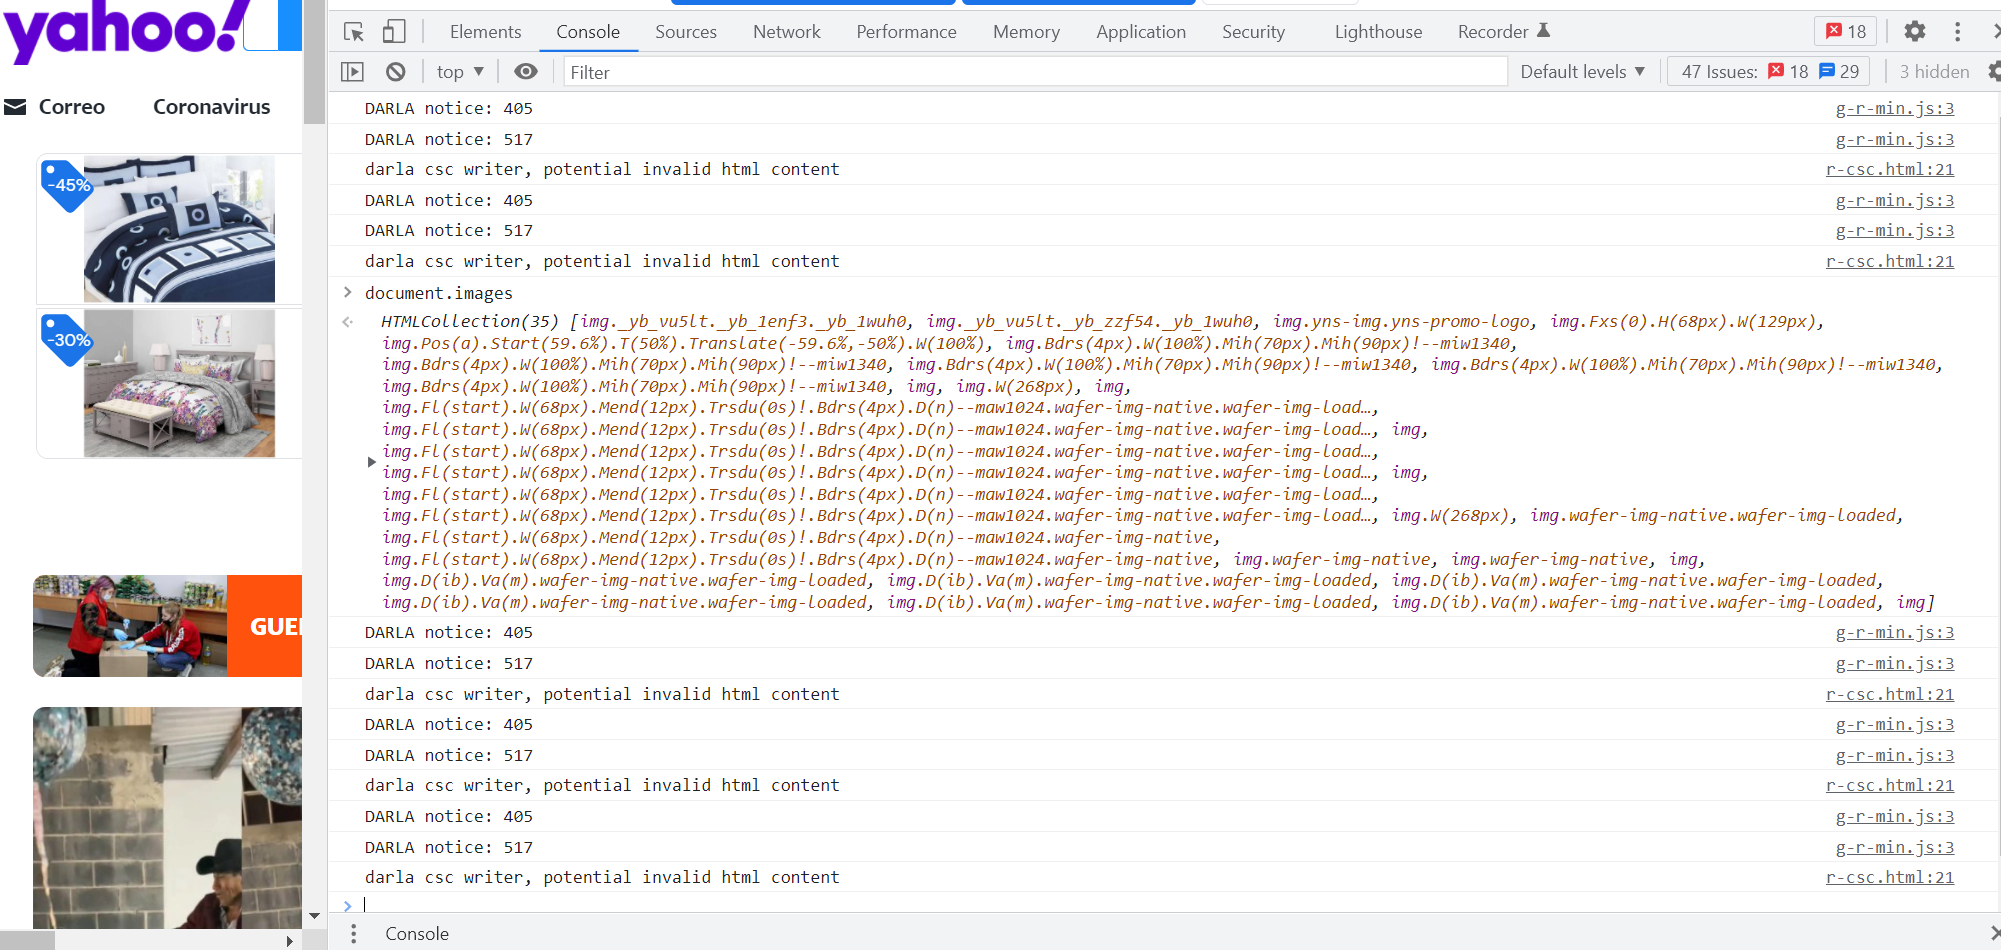 yahoo!
Correo Coronavirus
-45%
-30%
GUE
Elements Console Sources Network Performance Memory Application Security Lighthouse Recorder 18
top ▼ Filter Default levels ▼ 47 Issues: 18 29 3 hidden
DARLA notice: 405 g-r-min.js:3
DARLA notice: 517 g-r-min.js:3
darla csc writer, potential invalid html content r-csc.html:21
DARLA notice: 405 g-r-min.js:3
DARLA notice: 517 g-r-min.js:3
darla csc writer, potential invalid html content r-csc.html:21
> document.images
HTMLCollection(35) [img._yb_vu5lt._yb_1enf3._yb_1wuh0, img._yb_vu5lt._yb_zzf54._yb_1wuh0, img.yns-img.yns-promo-logo, img.Fxs(0).H(68px).W(129px),
img.Pos(a).Start(59.6%).T(50%).Translate(-59.6%,-50%).W(100%), img.Bdrs(4px).W(100%).Mih(70px).Mih(90px)!--miw1340,
img.Bdrs(4px).W(100%).Mih(70px).Mih(90px)!--miw1340, img.Bdrs(4px).W(100%).Mih(70px).Mih(90px)!--miw1340, img.Bdrs(4px).W(100%).Mih(70px).Mih(90px)!--miw1340,
img.Bdrs(4px).W(100%).Mih(70px).Mih(90px)!--miw1340, img, img.W(268px), img,
img.Fl(start).W(68px).Mend(12px).Trsdu(0s)!.Bdrs(4px).D(n)--maw1024.wafer-img-native.wafer-img-load…,
img.Fl(start).W(68px).Mend(12px).Trsdu(0s)!.Bdrs(4px).D(n)--maw1024.wafer-img-native.wafer-img-load…, img,
img.Fl(start).W(68px).Mend(12px).Trsdu(0s)!.Bdrs(4px).D(n)--maw1024.wafer-img-native.wafer-img-load…,
img.Fl(start).W(68px).Mend(12px).Trsdu(0s)!.Bdrs(4px).D(n)--maw1024.wafer-img-native.wafer-img-load…, img,
img.Fl(start).W(68px).Mend(12px).Trsdu(0s)!.Bdrs(4px).D(n)--maw1024.wafer-img-native.wafer-img-load…,
img.Fl(start).W(68px).Mend(12px).Trsdu(0s)!.Bdrs(4px).D(n)--maw1024.wafer-img-native.wafer-img-load…, img.W(268px), img.wafer-img-native.wafer-img-loaded,
img.Fl(start).W(68px).Mend(12px).Trsdu(0s)!.Bdrs(4px).D(n)--maw1024.wafer-img-native,
img.Fl(start).W(68px).Mend(12px).Trsdu(0s)!.Bdrs(4px).D(n)--maw1024.wafer-img-native, img.wafer-img-native, img.wafer-img-native, img,
img.D(ib).Va(m).wafer-img-native.wafer-img-loaded, img.D(ib).Va(m).wafer-img-native.wafer-img-loaded, img.D(ib).Va(m).wafer-img-native.wafer-img-loaded,
img.D(ib).Va(m).wafer-img-native.wafer-img-loaded, img.D(ib).Va(m).wafer-img-native.wafer-img-loaded, img.D(ib).Va(m).wafer-img-native.wafer-img-loaded, img]
DARLA notice: 405 g-r-min.js:3
DARLA notice: 517 g-r-min.js:3
darla csc writer, potential invalid html content r-csc.html:21
DARLA notice: 405 g-r-min.js:3
DARLA notice: 517 g-r-min.js:3
darla csc writer, potential invalid html content r-csc.html:21
DARLA notice: 405 g-r-min.js:3
DARLA notice: 517 g-r-min.js:3
darla csc writer, potential invalid html content r-csc.html:21
>
Console